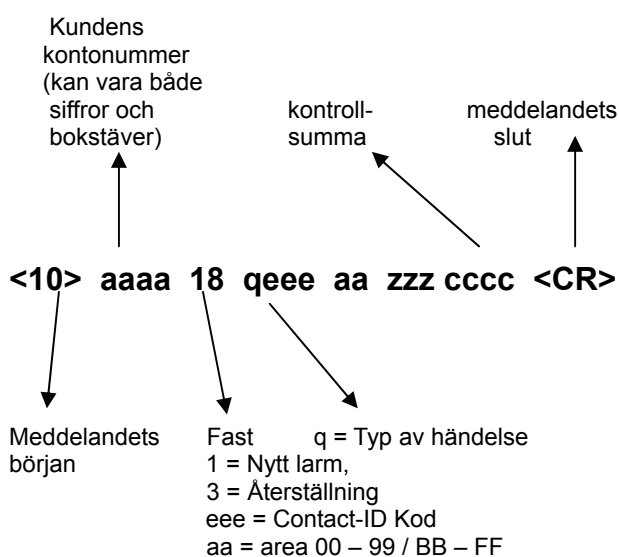 Kundens
kontonummer
(kan vara både
siffror och
bokstäver)
kontroll-
summa
meddelandets
slut
<10> aaaa 18 qeee aa zzz cccc <CR>
Meddelandets
början
Fast q = Typ av händelse
1 = Nytt larm,
3 = Återställning
eee = Contact-ID Kod
aa = area 00 – 99 / BB – FF